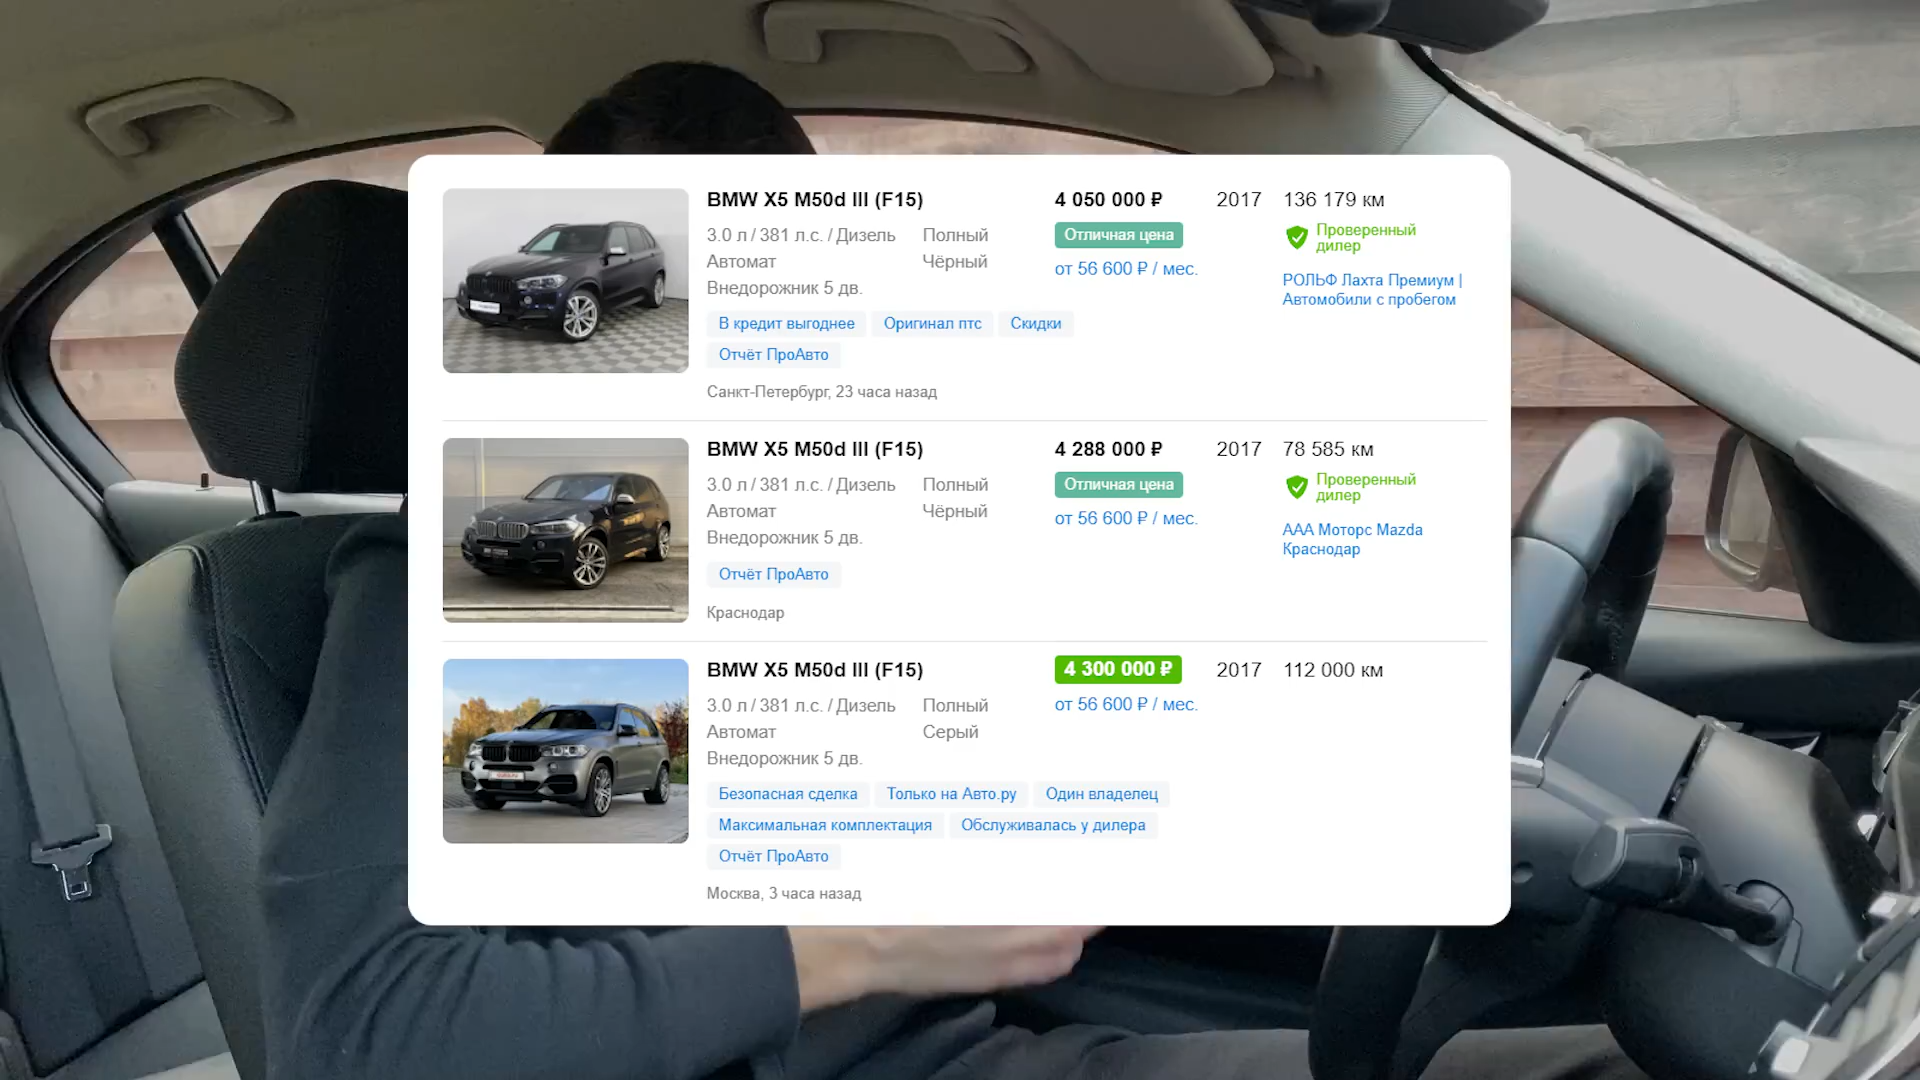 BMW X5 M50d III (F15)
4 050 000 ₽
2017
136 179 км
3.0 л / 381 л.с. / Дизель
Полный
Отличная цена
Проверенный
дилер
Автомат
Чёрный
от 56 600 ₽ / мес.
Внедорожник 5 дв.
РОЛЬФ Лахта Премиум |
Автомобили с пробегом
В кредит выгоднее
Оригинал птс
Скидки
Отчёт ПроАвто
Санкт-Петербург, 23 часа назад
BMW X5 M50d III (F15)
4 288 000 ₽
2017
78 585 км
3.0 л / 381 л.с. / Дизель
Полный
Отличная цена
Проверенный
дилер
Автомат
Чёрный
от 56 600 ₽ / мес.
Внедорожник 5 дв.
ААА Моторс Mazda
Краснодар
Отчёт ПроАвто
Краснодар
BMW X5 M50d III (F15)
4 300 000 ₽
2017
112 000 км
3.0 л / 381 л.с. / Дизель
Полный
от 56 600 ₽ / мес.
Автомат
Серый
Внедорожник 5 дв.
Безопасная сделка
Только на Авто.ру
Один владелец
Максимальная комплектация
Обслуживалась у дилера
Отчёт ПроАвто
Москва, 3 часа назад